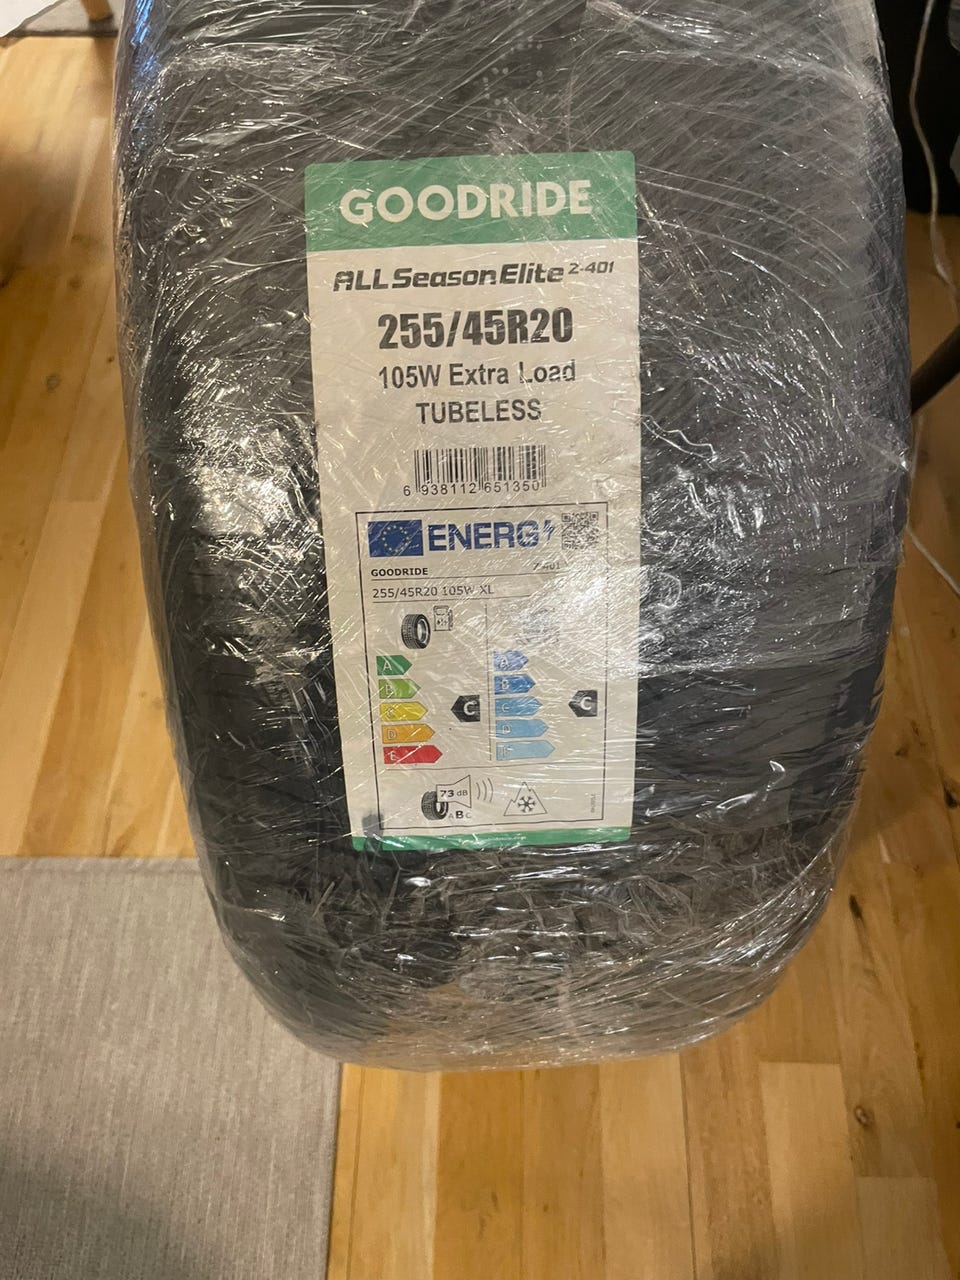 GOODRIDE
ALL Season Elite Z-401
255/45R20
105W Extra Load
TUBELESS
6 938112 651350
ENERG
GOODRIDE Z-401
255/45R20 105W XL
A A
B B
C C
D D
E E
C C
73 dB
ABC